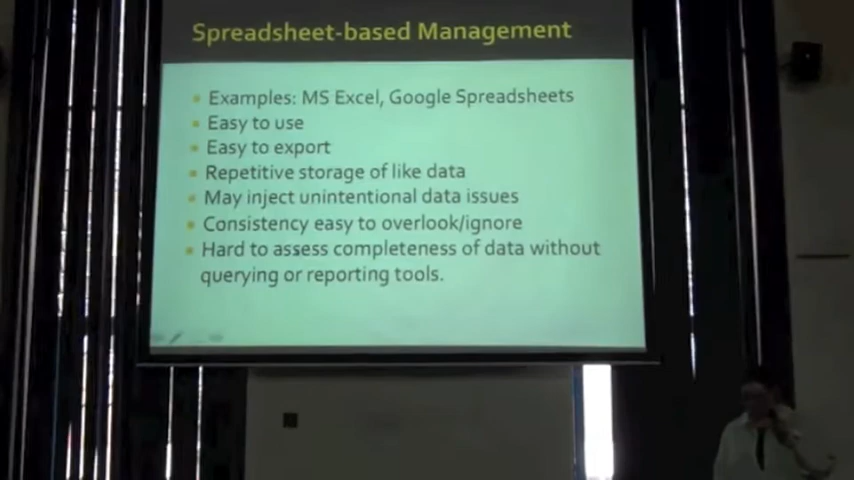 Spreadsheet-based Management
Examples: MS Excel, Google Spreadsheets
Easy to use
Easy to export
Repetitive storage of like data
May inject unintentional data issues
Consistency easy to overlook/ignore
Hard to assess completeness of data without
querying or reporting tools.